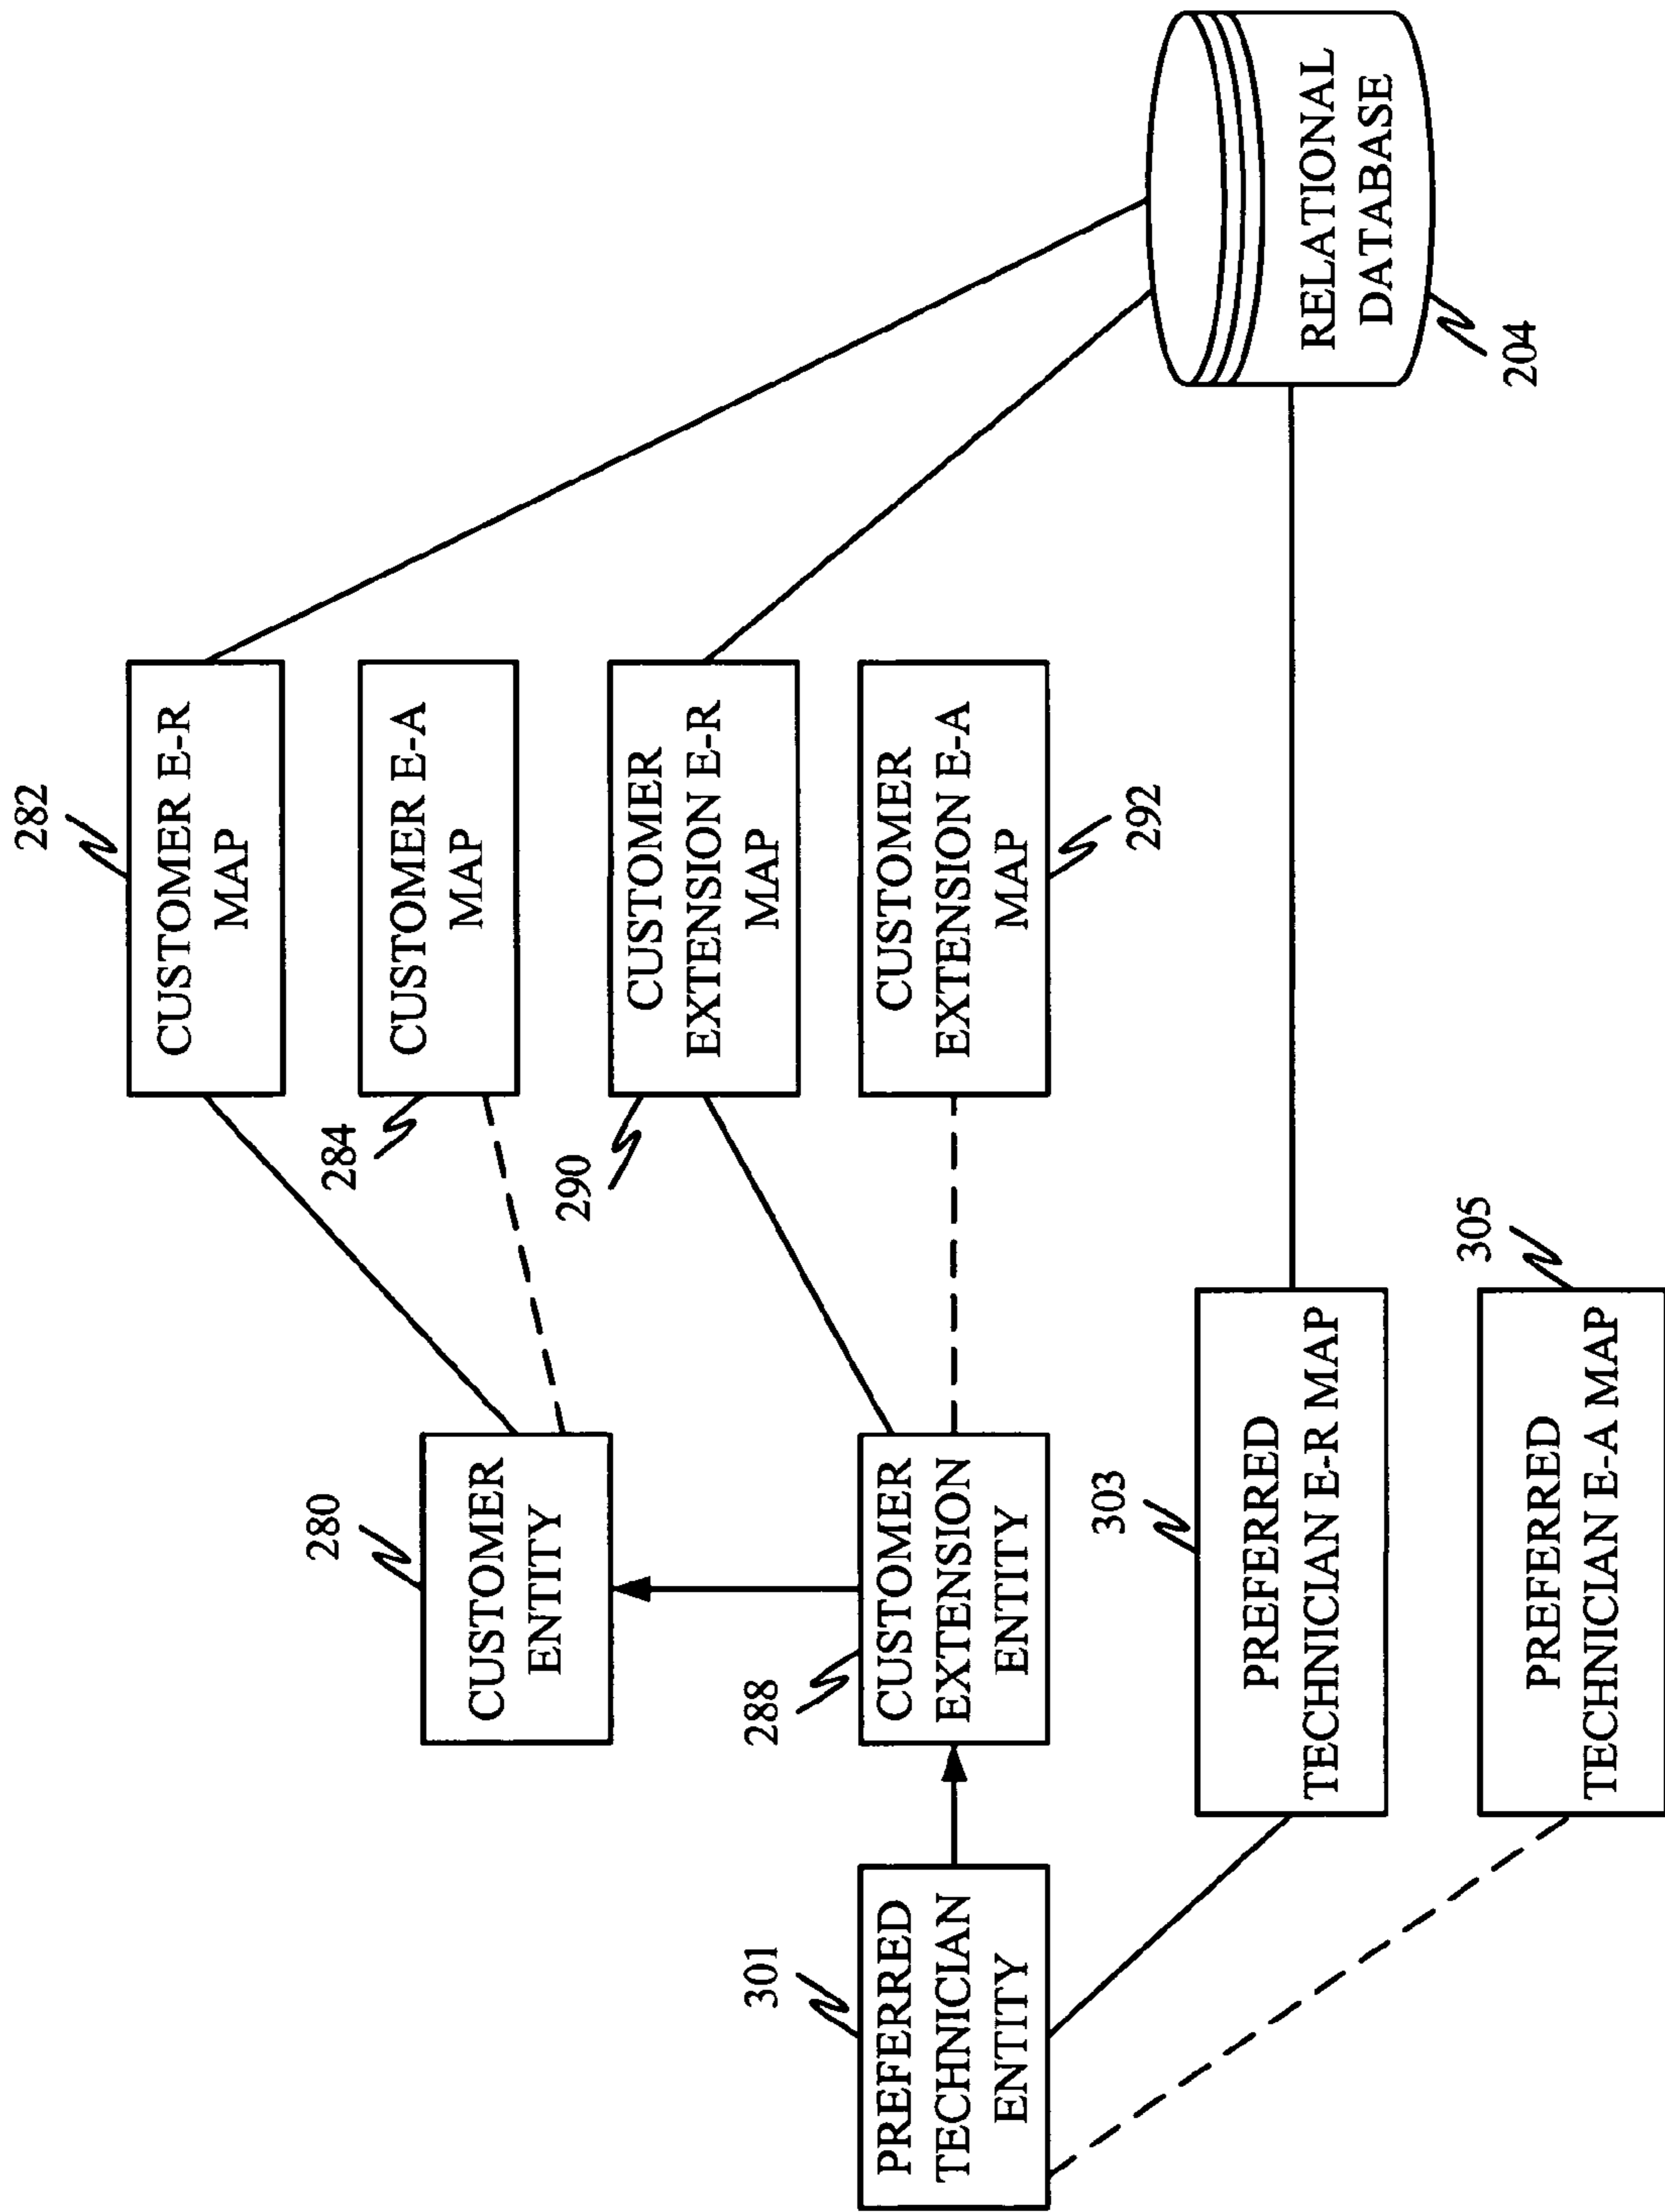 282
CUSTOMER E-R
MAP
280
CUSTOMER
ENTITY
284
CUSTOMER E-A
MAP
290
CUSTOMER
EXTENSION E-R
MAP
301
PREFERRED
TECHNICIAN
ENTITY
288
CUSTOMER
EXTENSION
ENTITY
CUSTOMER
EXTENSION E-A
MAP
292
303
PREFERRED
TECHNICIAN E-R MAP
RELATIONAL
DATABASE
204
305
PREFERRED
TECHNICIAN E-A MAP